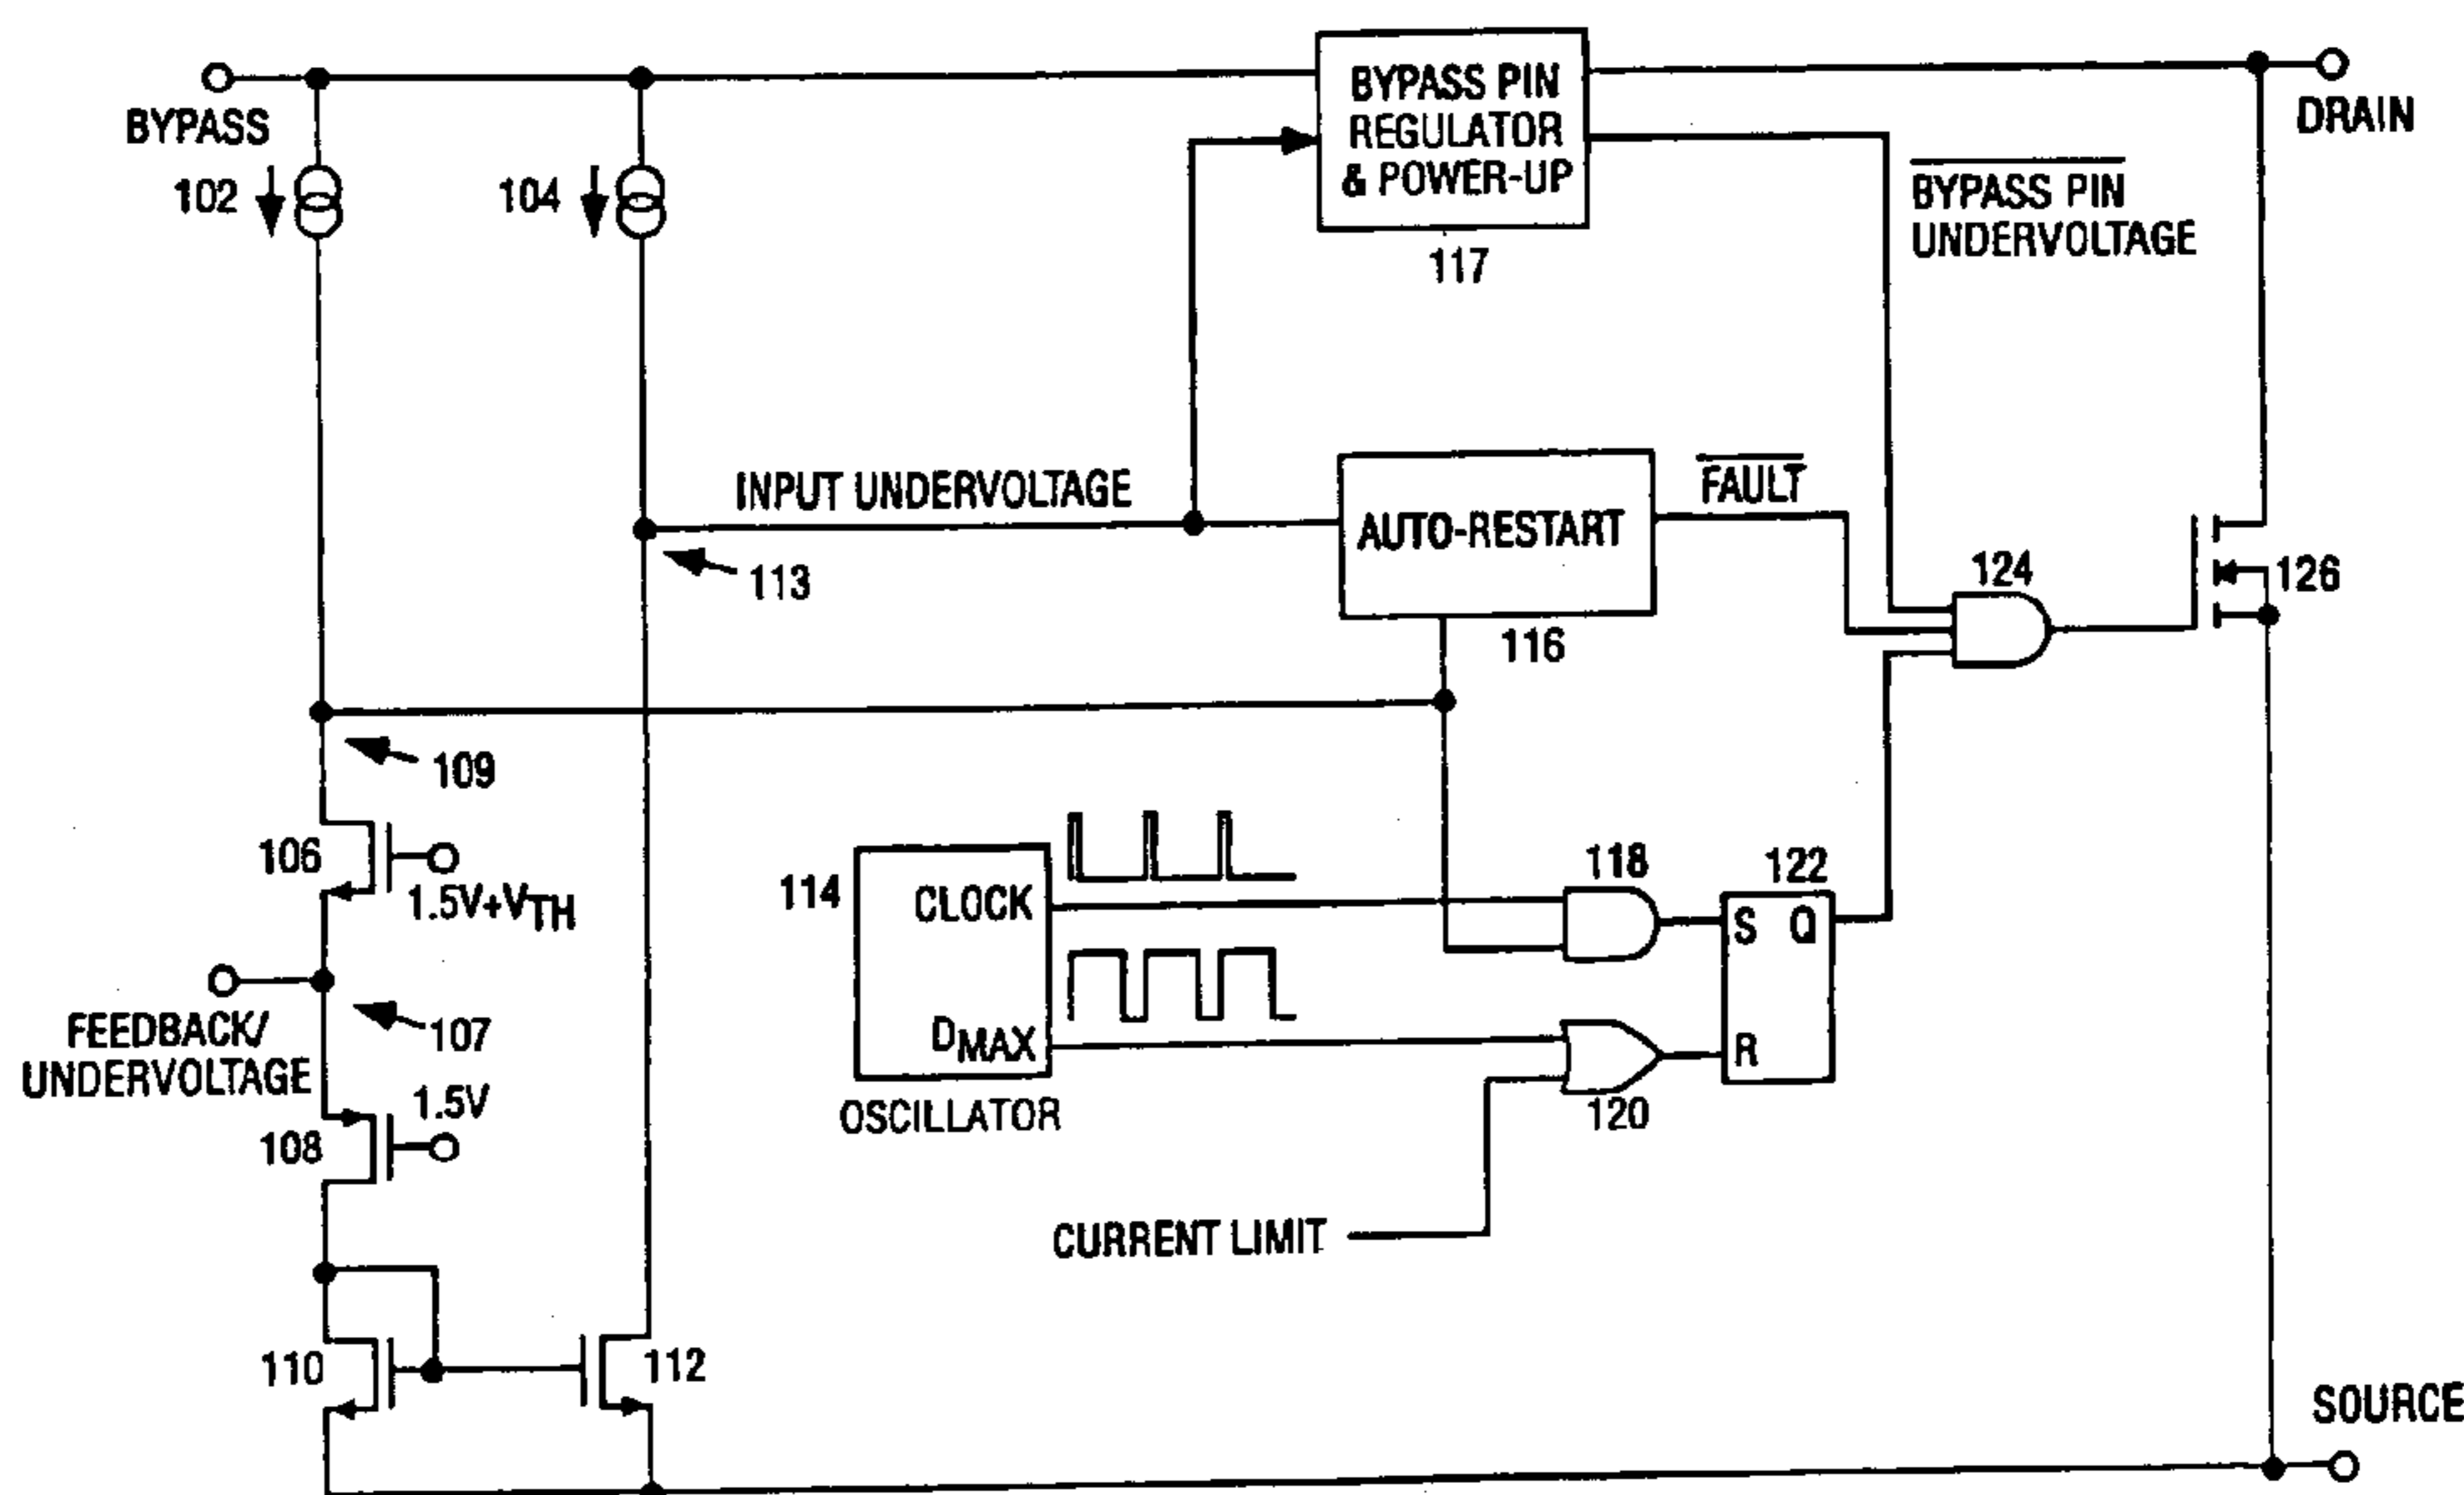 BYPASS
102
104
BYPASS PIN
REGULATOR
& POWER-UP
117
DRAIN
BYPASS PIN
UNDERVOLTAGE
INPUT UNDERVOLTAGE
113
AUTO-RESTART
116
FAULT
124
126
109
106
1.5V+VTH
FEEDBACK/
UNDERVOLTAGE
107
1.5V
108
114
CLOCK
DMAX
OSCILLATOR
118
122
S Q
R
120
CURRENT LIMIT
110
112
SOURCE